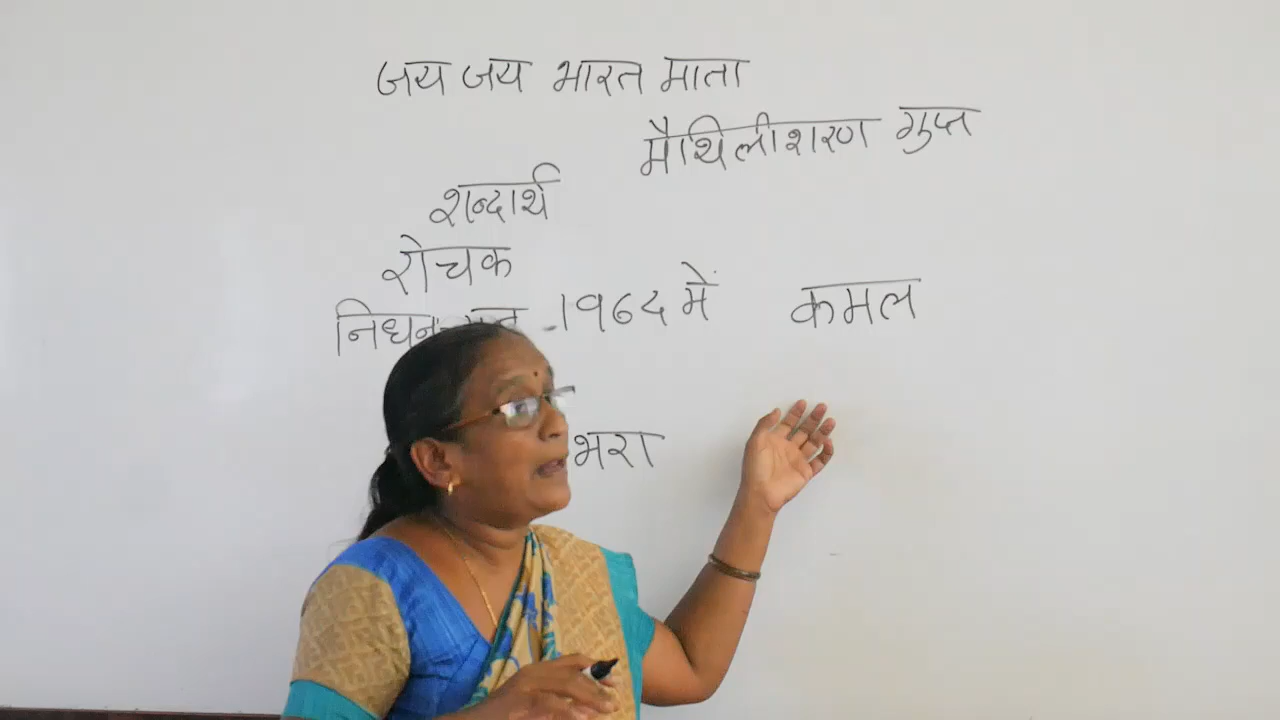 जय जय भारत माता
मैथिलीशरण गुप्त
शब्दार्थ
रोचक
निधन १९६४ में
कमल
भरा